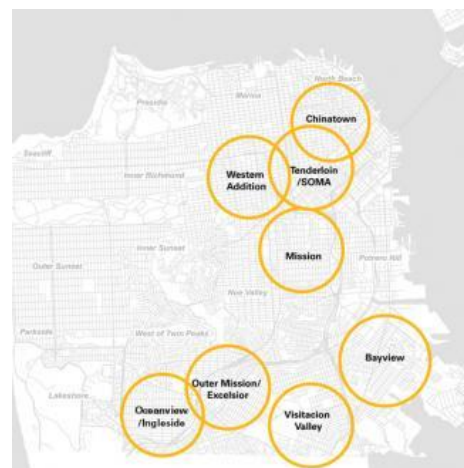 North Beach
Marina
Presidio
Chinatown
Seacliff
Inner Richmond
Western
Addition
Tenderloin
/SOMA
Inner Sunset
Mission
Potrero Hill
Outer Sunset
Noe Valley
Parkside
West of Twin Peaks
Bayview
Outer Mission/
Excelsior
Lakeshore
Oceanview
/Ingleside
Visitacion
Valley